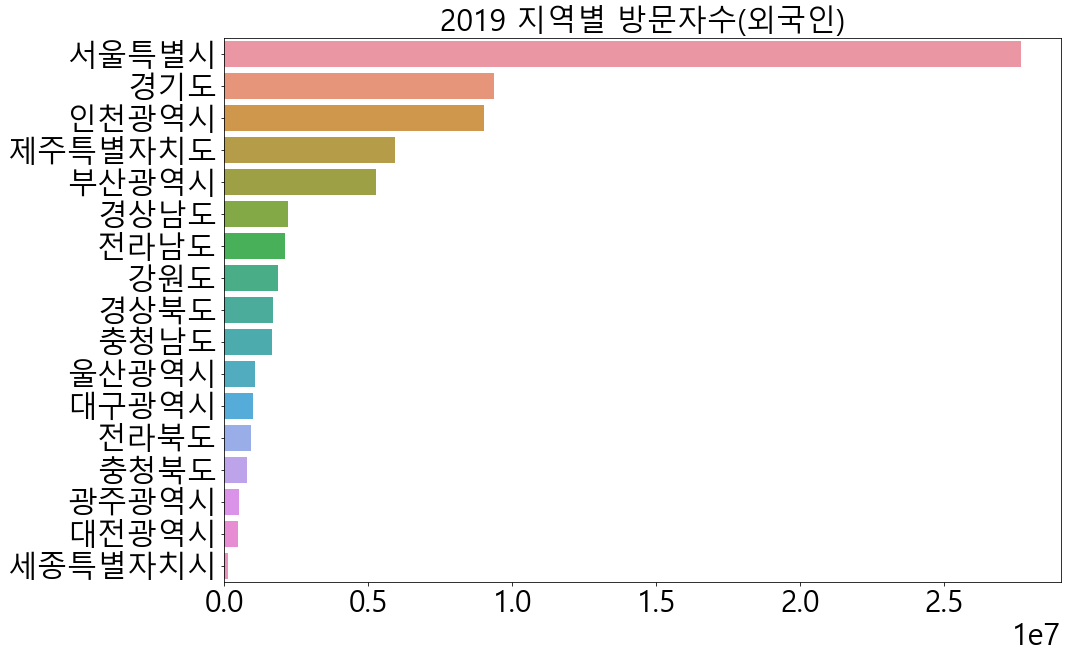 2019 지역별 방문자수(외국인)
서울특별시
경기도
인천광역시
제주특별자치도
부산광역시
경상남도
전라남도
강원도
경상북도
충청남도
울산광역시
대구광역시
전라북도
충청북도
광주광역시
대전광역시
세종특별자치시
0.0 0.5 1.0 1.5 2.0 2.5
1e7